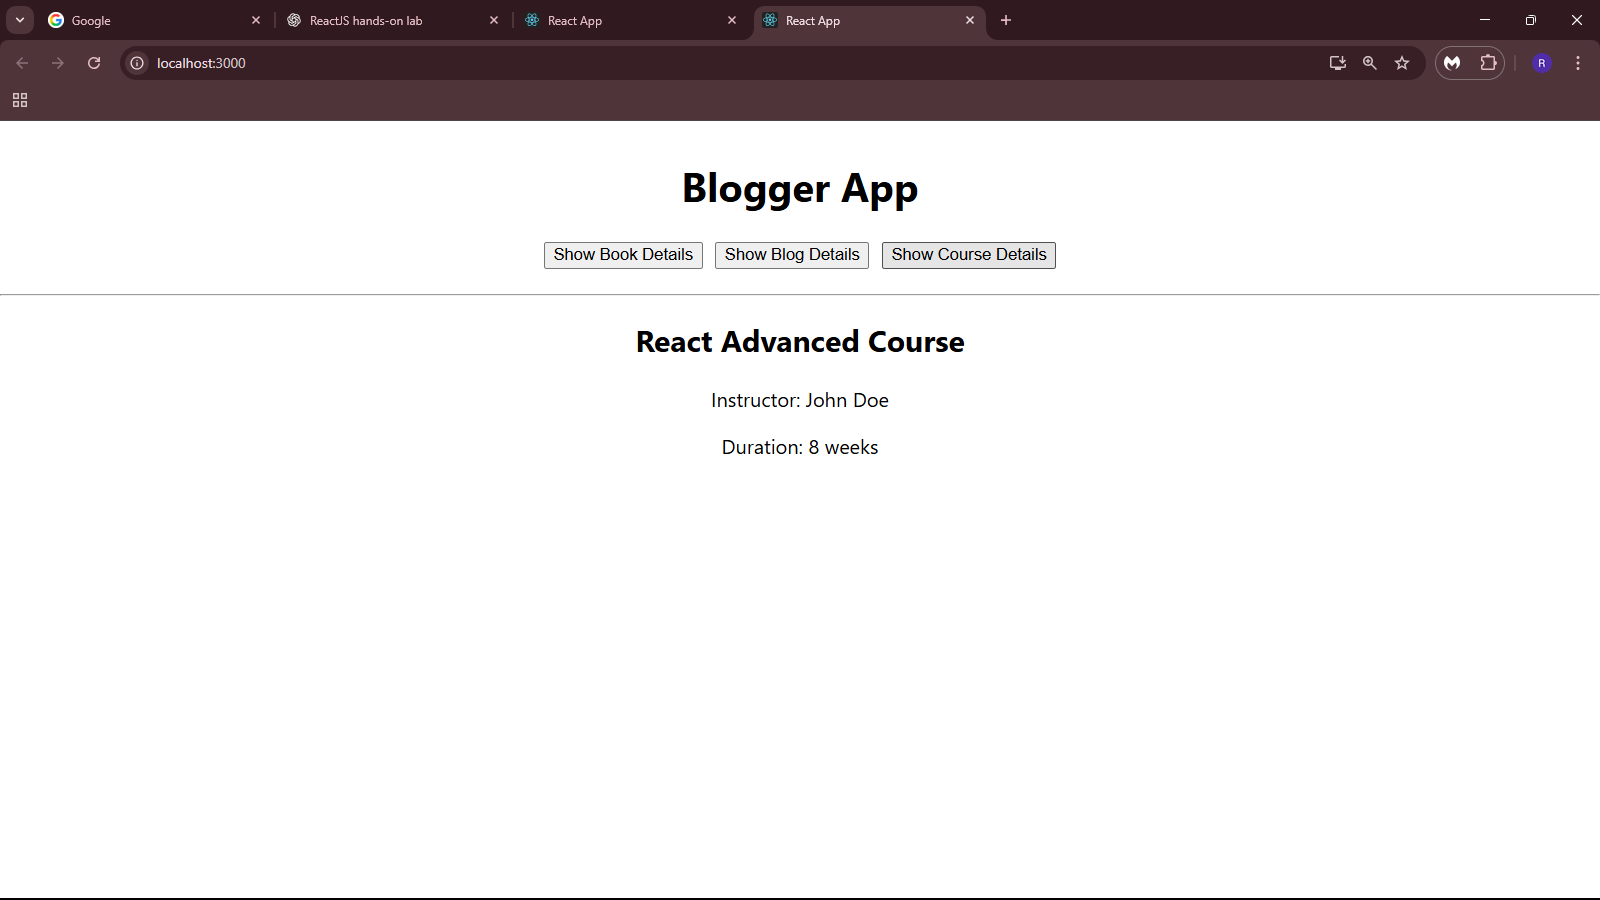 Google
ReactJS hands-on lab
React App
React App
localhost:3000
R
Blogger App
Show Book Details
Show Blog Details
Show Course Details
React Advanced Course
Instructor: John Doe
Duration: 8 weeks